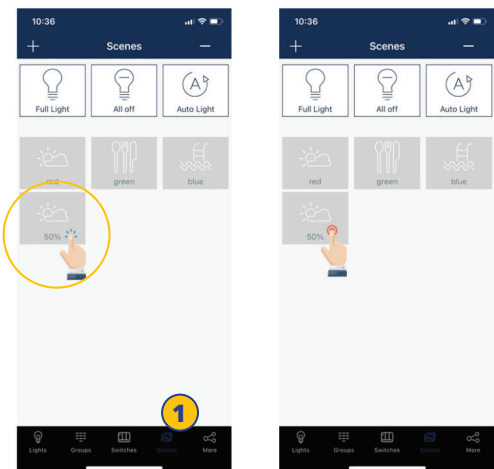 10:36
Scenes
Full Light All off Auto Light
red green blue
50%
1
Lights Groups Switches Scenes More
10:36
Scenes
Full Light All off Auto Light
red green blue
50%
Lights Groups Switches Scenes More